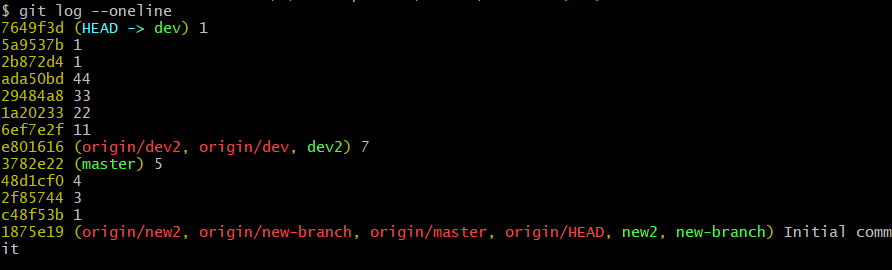 $ git log --oneline
7649f3d (HEAD -> dev) 1
5a9537b 1
2b872d4 1
ada50bd 44
29484a8 33
1a20233 22
6ef7e2f 11
e801616 (origin/dev2, origin/dev, dev2) 7
3782e22 (master) 5
48d1cf0 4
2f85744 3
c48f53b 1
1875e19 (origin/new2, origin/new-branch, origin/master, origin/HEAD, new2, new-branch) Initial comm
it